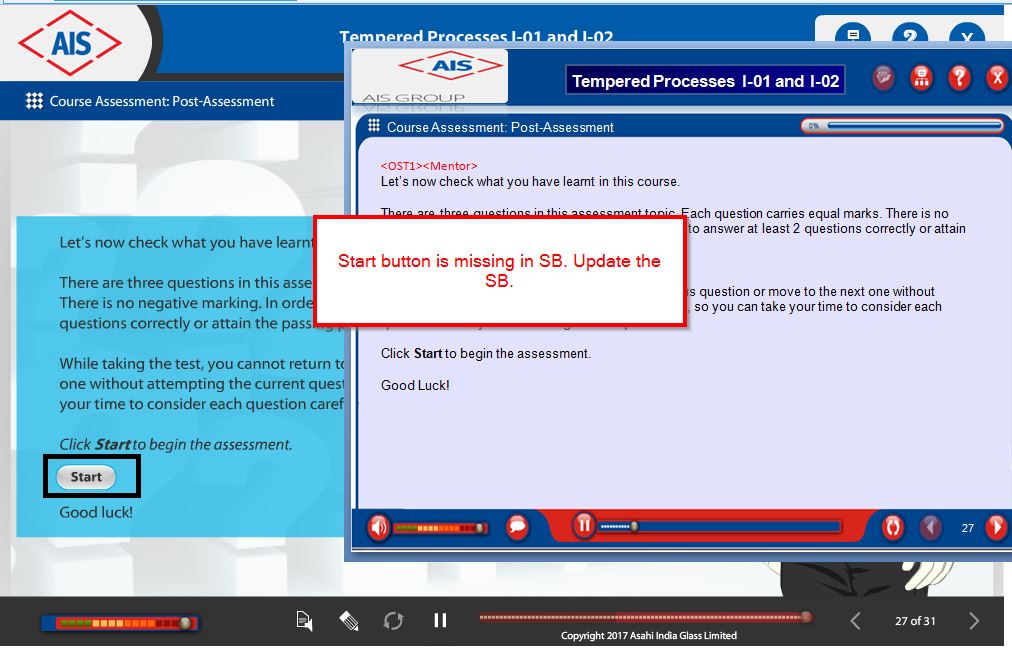 AIS
Tempered Processes I-01 and I-02
?
X
Course Assessment: Post-Assessment
Let's now check what you have learnt
There are three questions in this asse
There is no negative marking. In orde
questions correctly or attain the passing
While taking the test, you cannot return to
one without attempting the current quest
your time to consider each question caref
Click Start to begin the assessment.
Start
Good luck!
AIS
AIS GROUP
Tempered Processes I-01 and I-02
?
X
Course Assessment: Post-Assessment
0%
<OST1><Mentor>
Let's now check what you have learnt in this course.
There are three questions in this assessment topic. Each question carries equal marks. There is no
to answer at least 2 questions correctly or attain
s question or move to the next one without
, so you can take your time to consider each
Click Start to begin the assessment.
Good Luck!
27
Start button is missing in SB. Update the
SB.
Copyright 2017 Asahi India Glass Limited
27 of 31